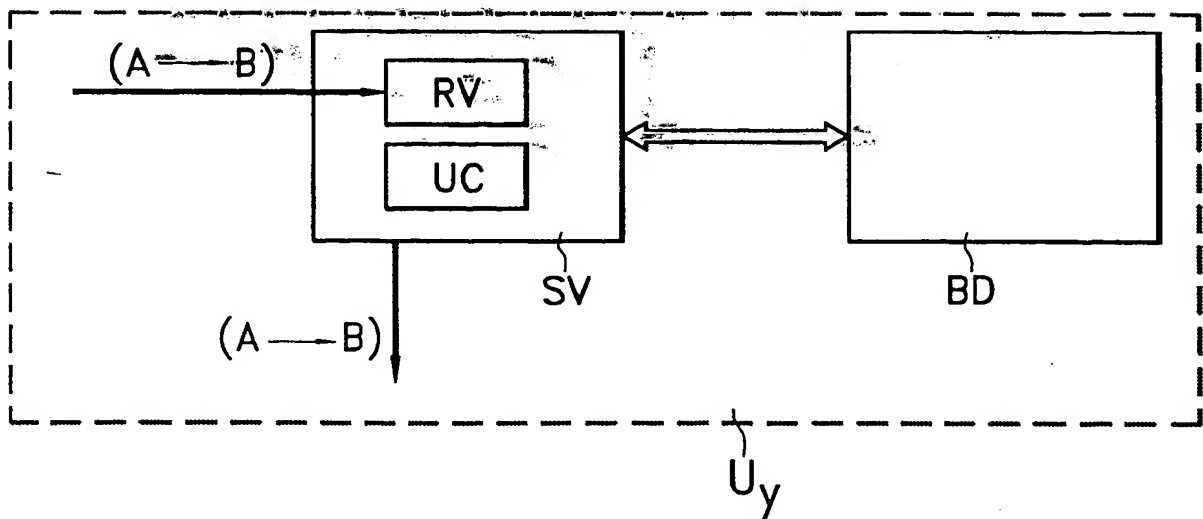 (A → B)
RV
UC
SV
BD
(A → B)
Uy